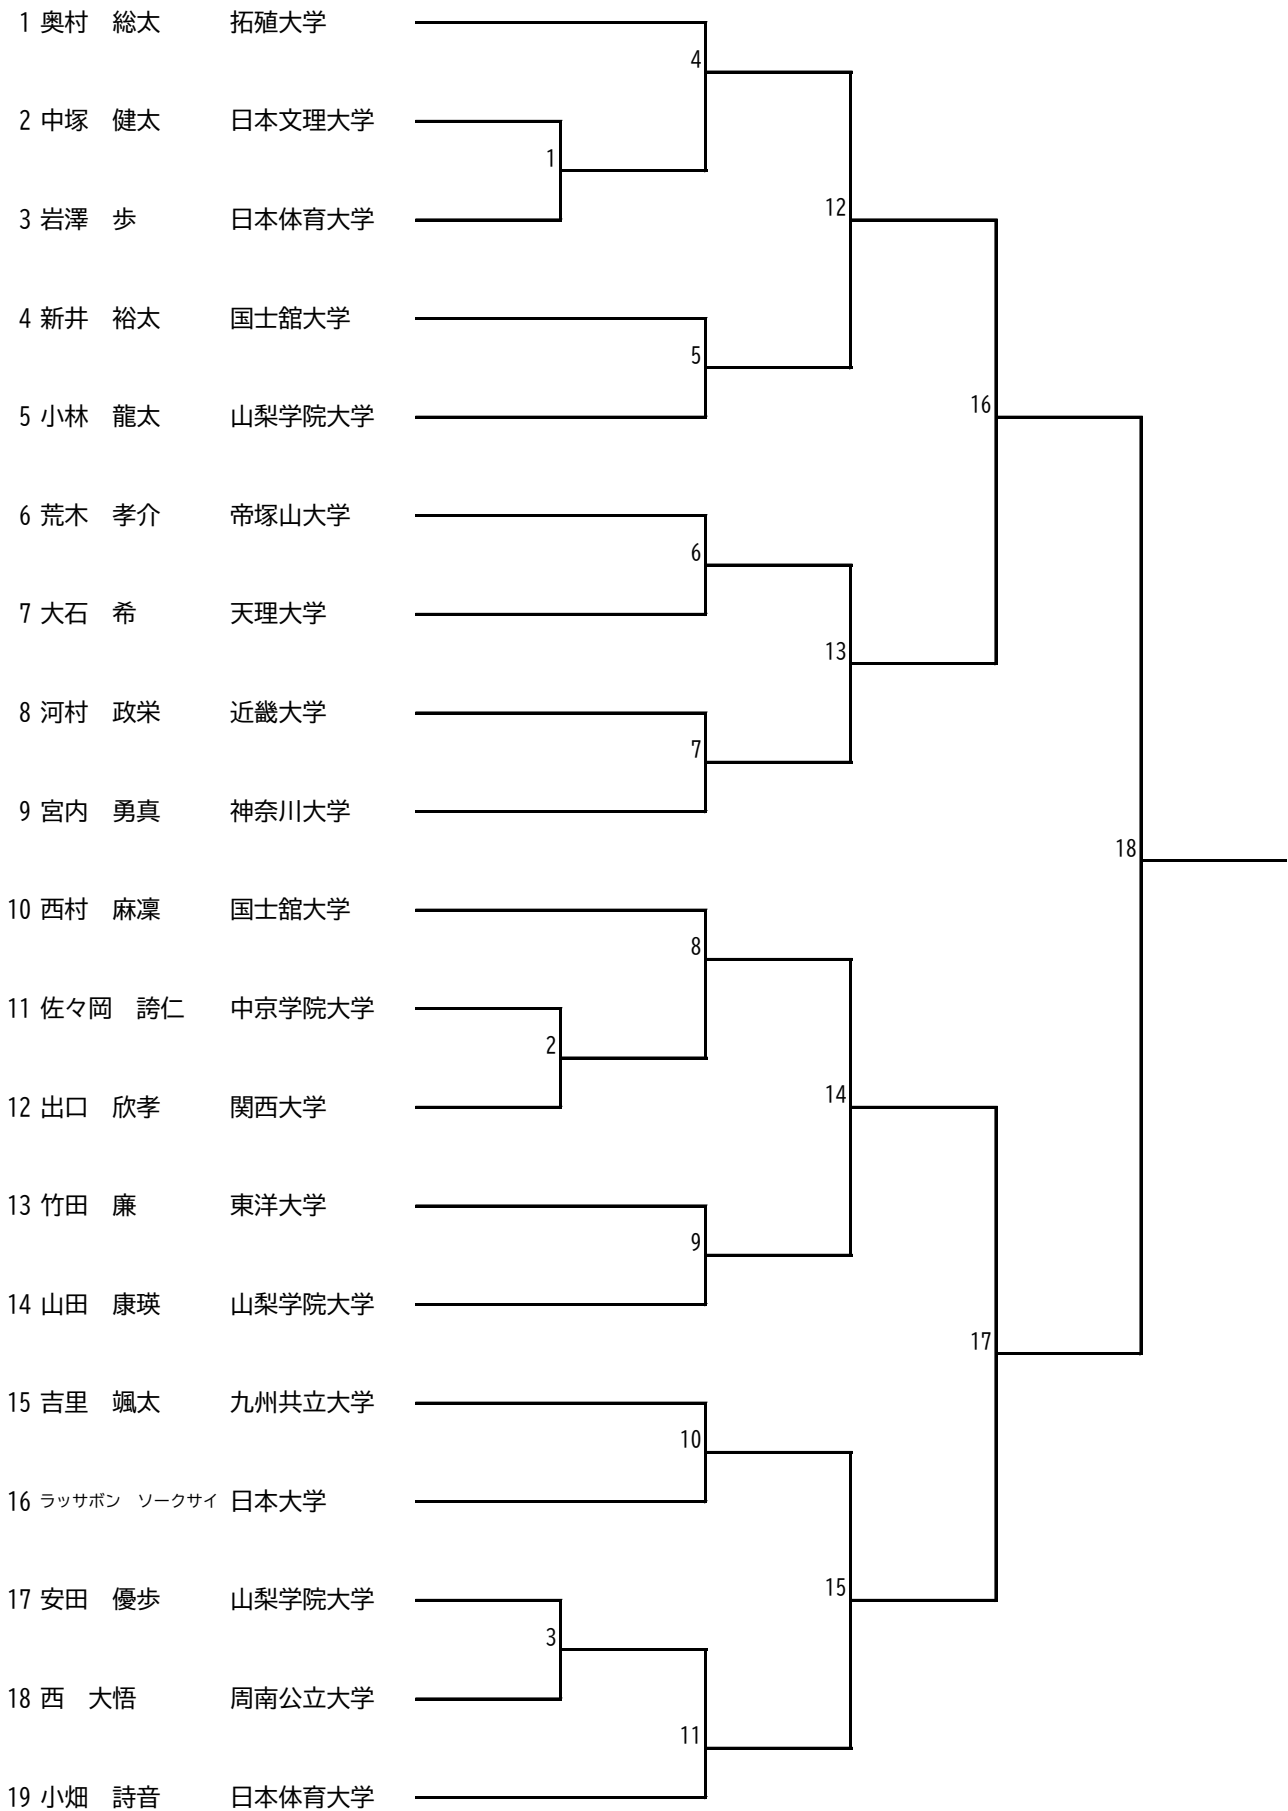 1 奥村　総太 拓殖大学
4
2 中塚　健太 日本文理大学
1
3 岩澤　歩 日本体育大学
12
4 新井　裕太 国士舘大学
5
5 小林　龍太 山梨学院大学
16
6 荒木　孝介 帝塚山大学
6
7 大石　希 天理大学
13
8 河村　政栄 近畿大学
7
9 宮内　勇真 神奈川大学
18
10 西村　麻凜 国士舘大学
8
11 佐々岡　誇仁 中京学院大学
2
12 出口　欣孝 関西大学
14
13 竹田　廉 東洋大学
9
14 山田　康瑛 山梨学院大学
17
15 吉里　颯太 九州共立大学
10
16 ラッサボン　ソークサイ 日本大学
15
17 安田　優歩 山梨学院大学
3
18 西　大悟 周南公立大学
11
19 小畑　詩音 日本体育大学